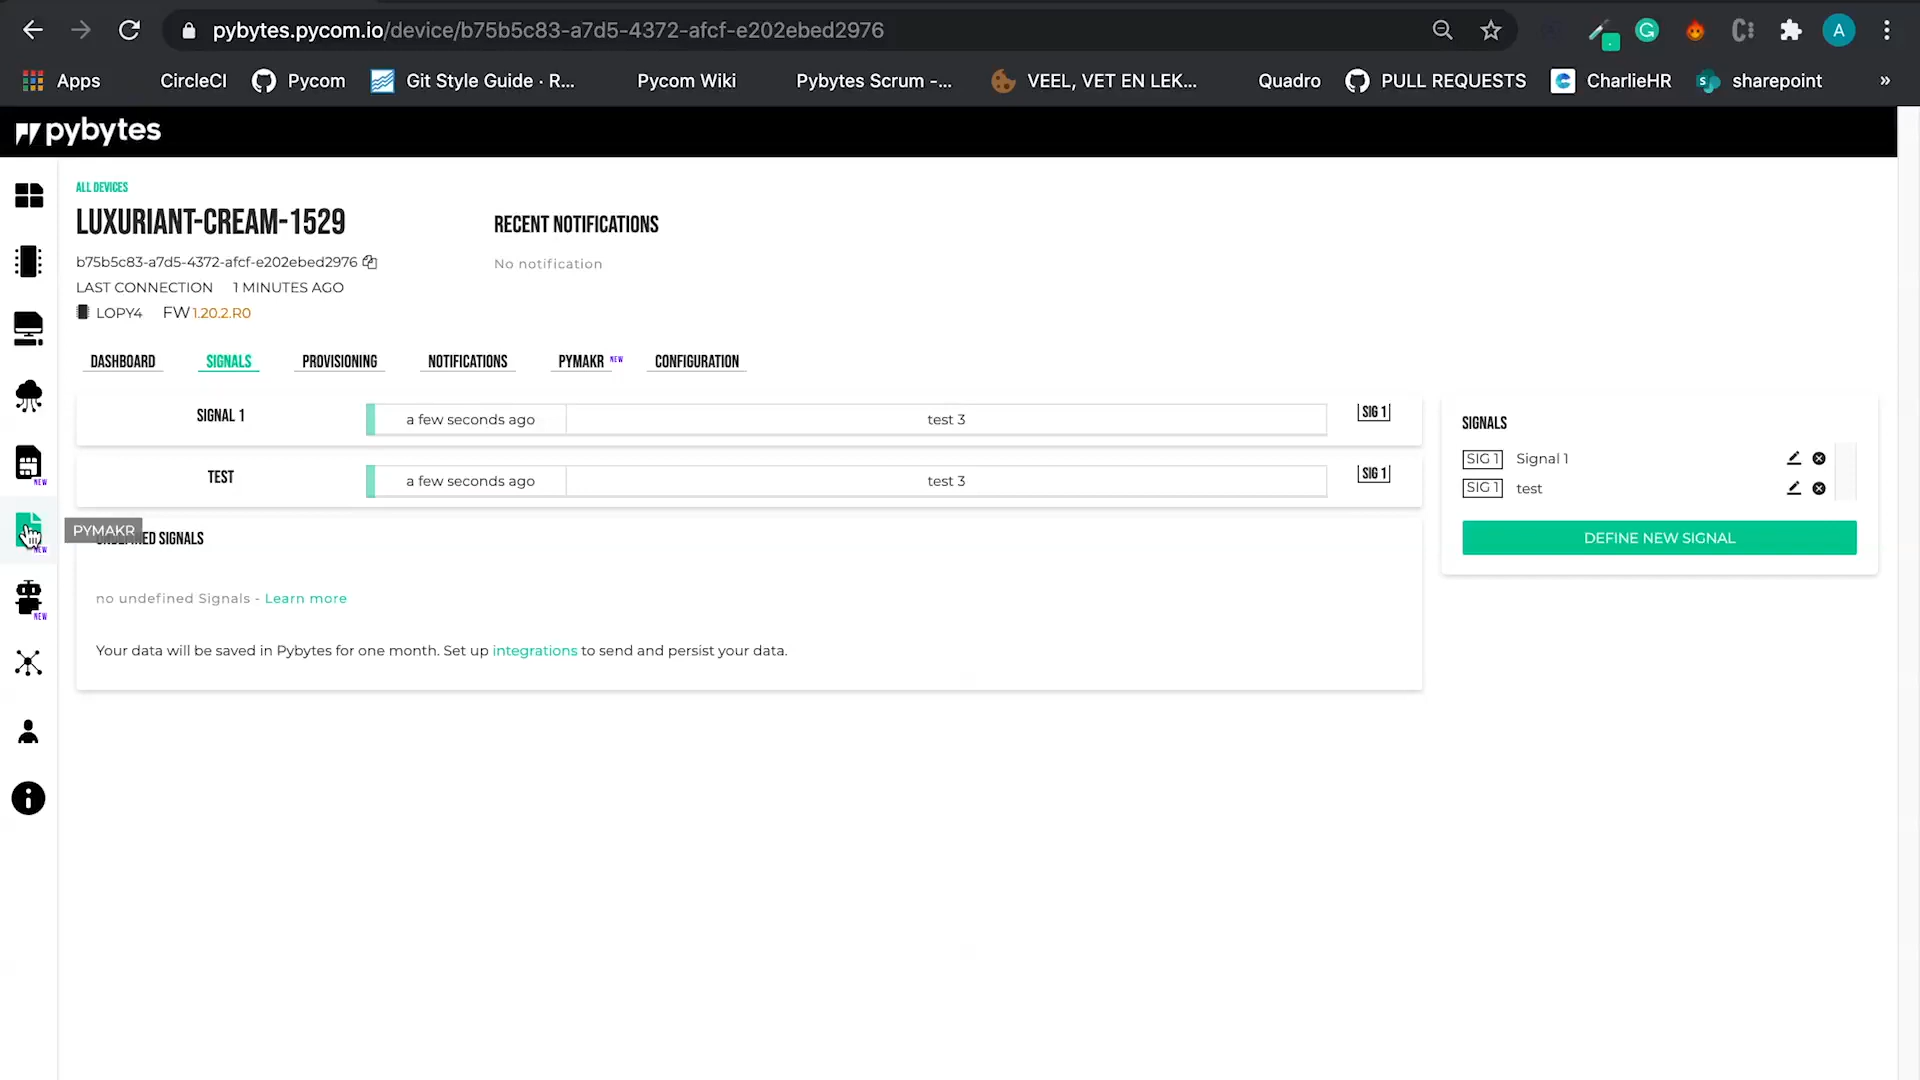 pybytes.pycom.io/device/b75b5c83-a7d5-4372-afcf-e202ebed2976
A
Apps
CircleCI
Pycom
Git Style Guide · R...
Pycom Wiki
Pybytes Scrum -...
VEEL, VET EN LEK...
Quadro
PULL REQUESTS
CharlieHR
sharepoint
»
pybytes
ALL DEVICES
LUXURIANT-CREAM-1529
b75b5c83-a7d5-4372-afcf-e202ebed2976
LAST CONNECTION 1 MINUTES AGO
LOPY4 FW 1.20.2.R0
RECENT NOTIFICATIONS
No notification
DASHBOARD
SIGNALS
PROVISIONING
NOTIFICATIONS
PYMAKR NEW
CONFIGURATION
SIGNAL 1
a few seconds ago
test 3
SIG 1
TEST
a few seconds ago
test 3
SIG 1
SIGNALS
SIG 1 Signal 1
SIG 1 test
DEFINE NEW SIGNAL
NEW
PYMAKR
NEW
NEW
SIGNALS
no undefined Signals - Learn more
Your data will be saved in Pybytes for one month. Set up integrations to send and persist your data.